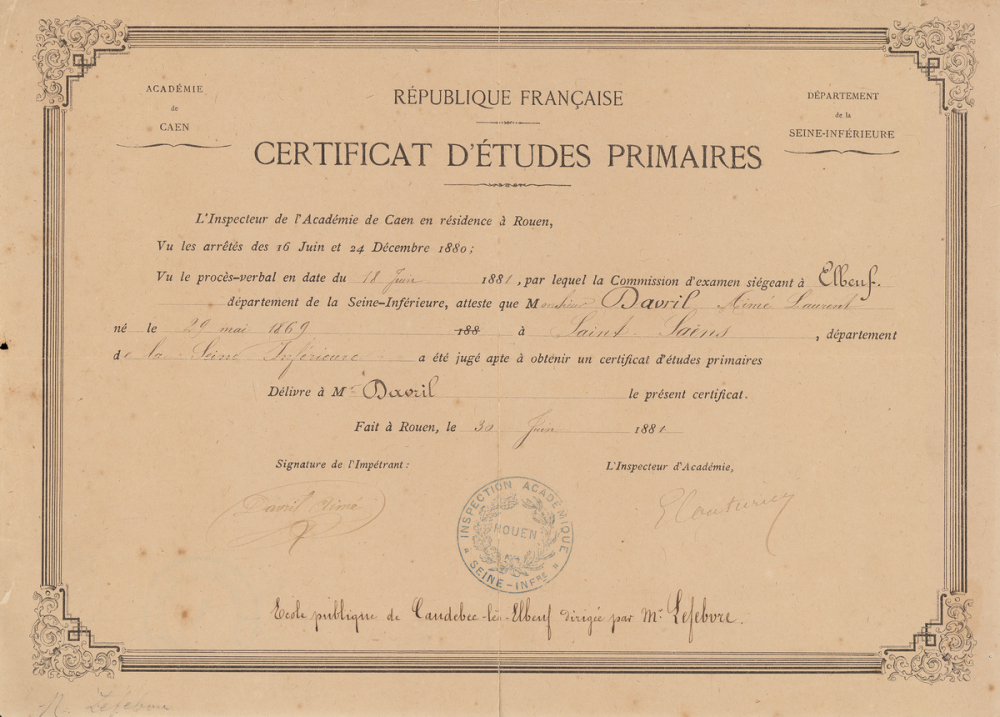 ACADÉMIE
de
CAEN
RÉPUBLIQUE FRANÇAISE
DÉPARTEMENT
de la
SEINE-INFÉRIEURE
CERTIFICAT D'ÉTUDES PRIMAIRES
L'Inspecteur de l'Académie de Caen en résidence à Rouen,
Vu les arrêtés des 16 Juin et 24 Décembre 1880;
Vu le procès-verbal en date du 18 Juin 1881, par lequel la Commission d'examen siégeant à Elbeuf.
département de la Seine-Inférieure, atteste que Monsieur Davril Aimé Laurent
né le 29 mai 1869 188 à Saint-Saëns, département
de la Seine Inférieure a été jugé apte à obtenir un certificat d'études primaires
Délivre à Mr Davril le présent certificat.
Fait à Rouen, le 30 Juin 1881
Signature de l'Impétrant:
L'Inspecteur d'Académie,
Davril Aimé
INSPECTION ACADÉMIQUE
ROUEN
SEINE-INFRE
Ecole publique de Caudebec-lès-Elbeuf dirigée par Mr Lefebvre.